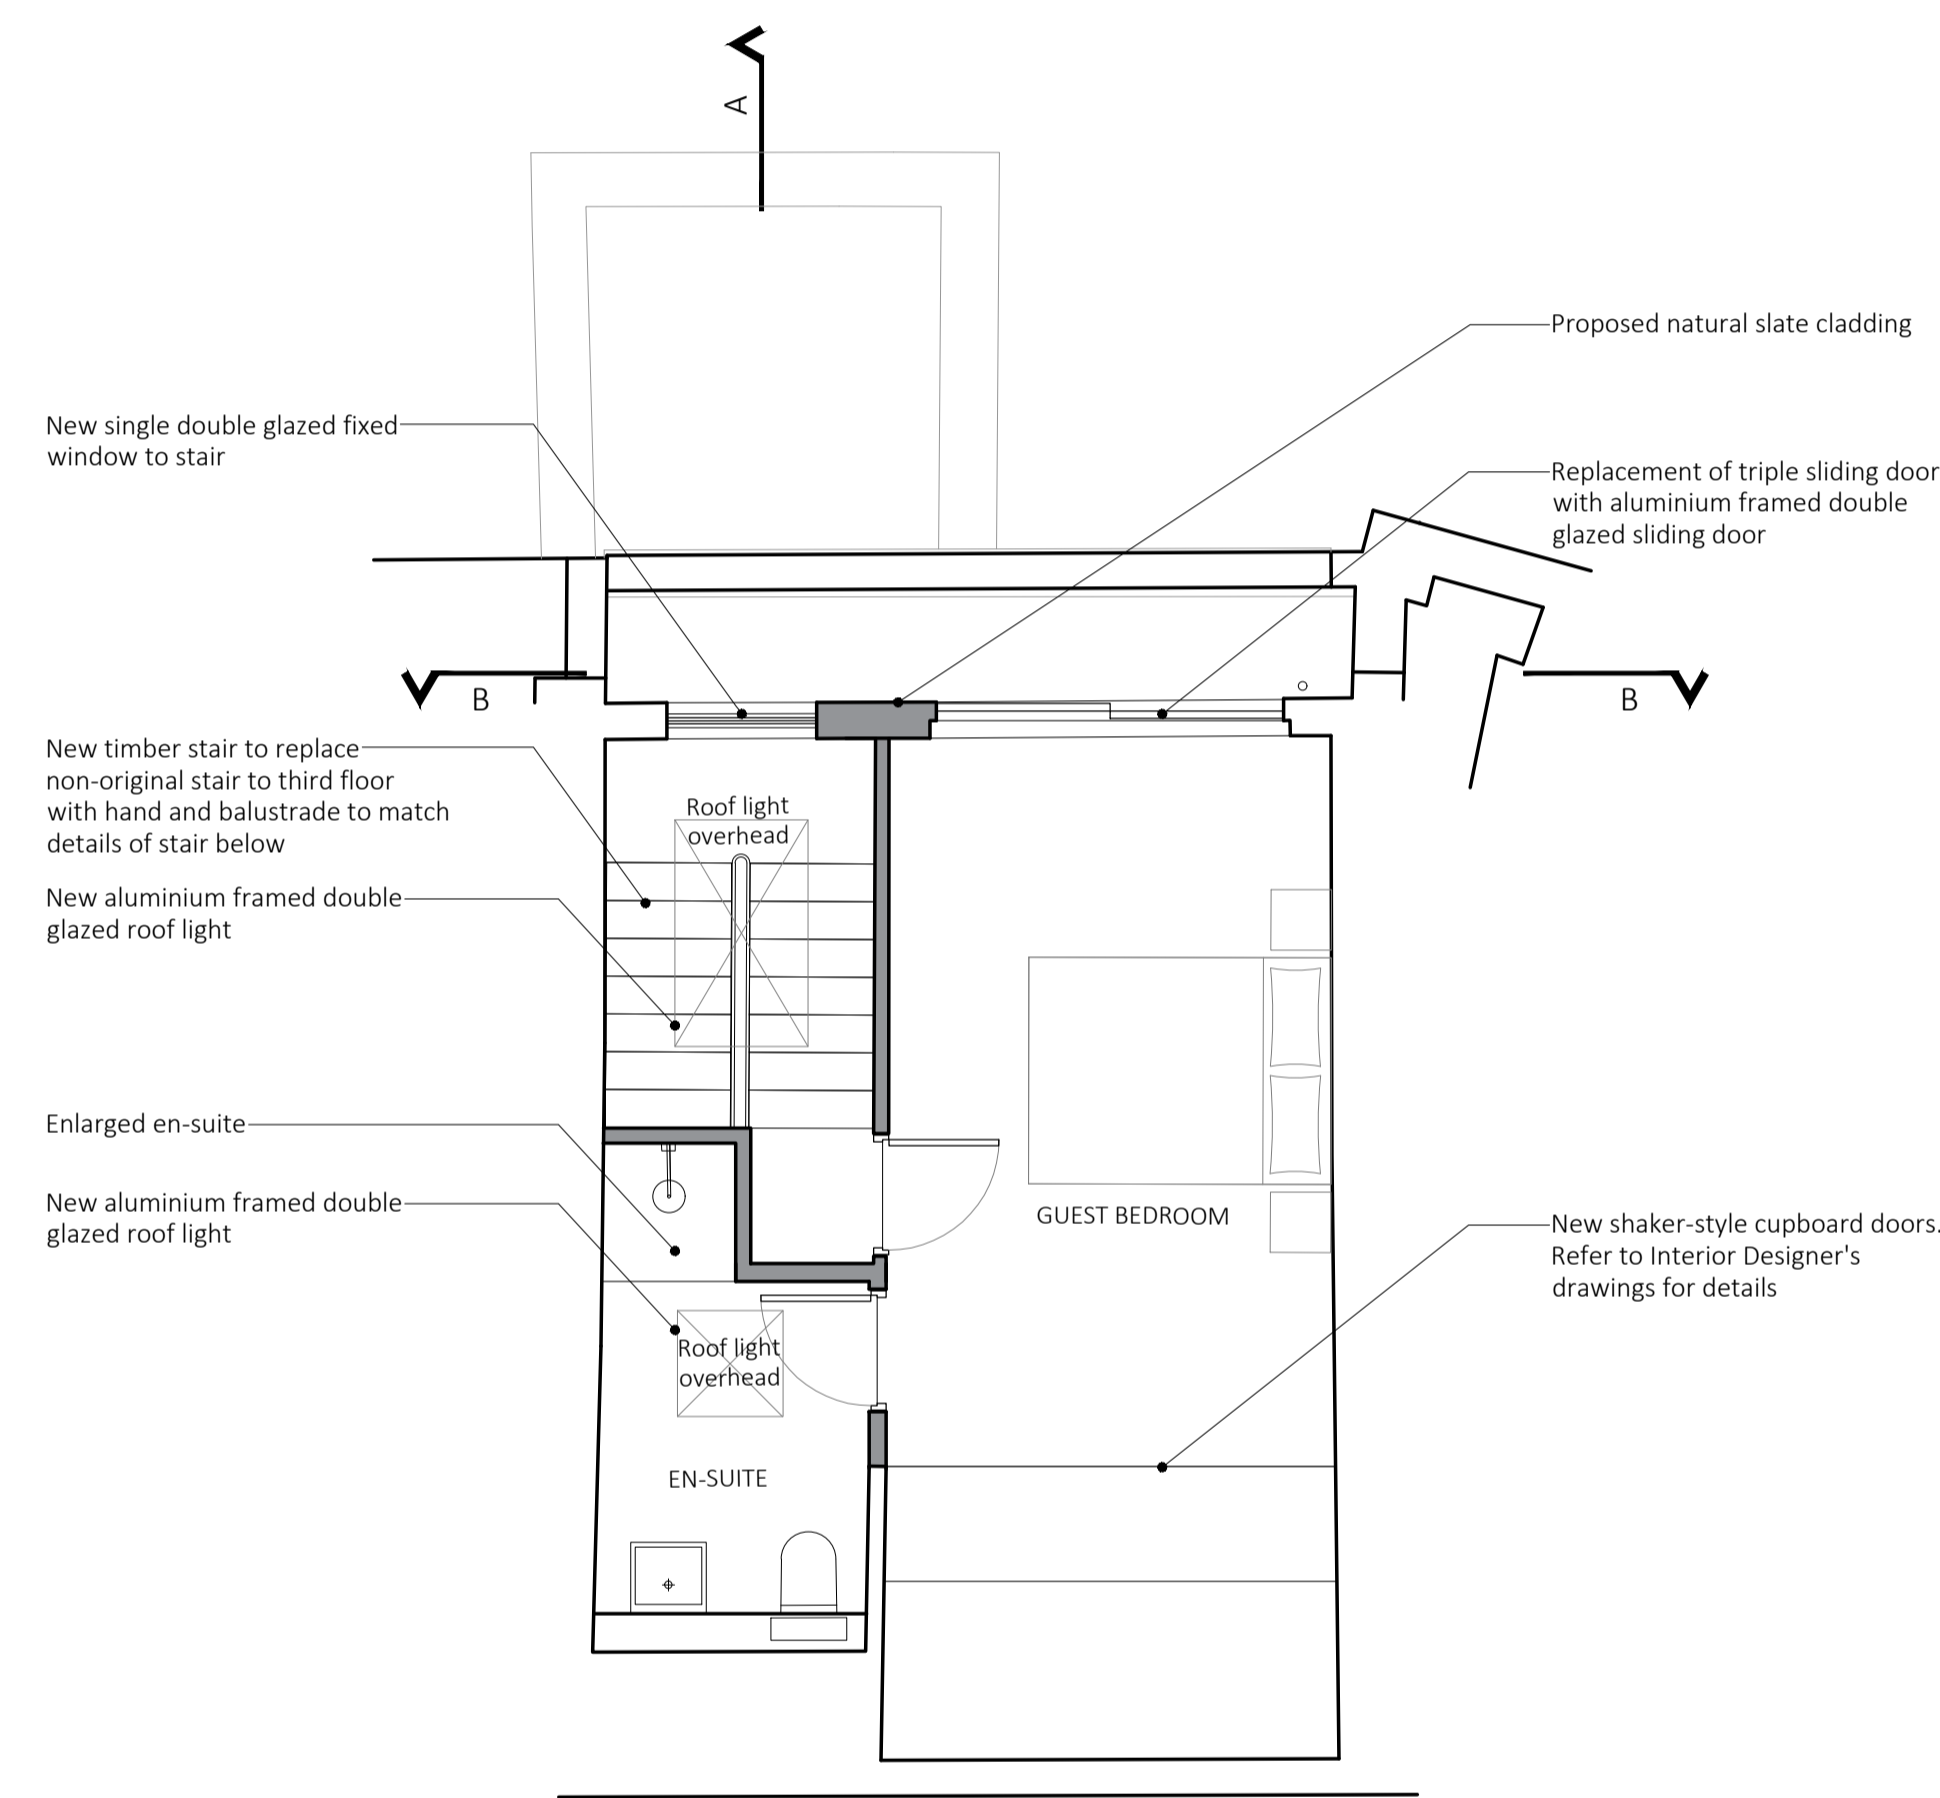 A
Proposed natural slate cladding
New single double glazed fixed
window to stair
Replacement of triple sliding door
with aluminium framed double
glazed sliding door
B
B
New timber stair to replace
non-original stair to third floor
with hand and balustrade to match
details of stair below
Roof light
overhead
New aluminium framed double
glazed roof light
Enlarged en-suite
New aluminium framed double
glazed roof light
GUEST BEDROOM
New shaker-style cupboard doors.
Refer to Interior Designer's
drawings for details
Roof light
overhead
EN-SUITE